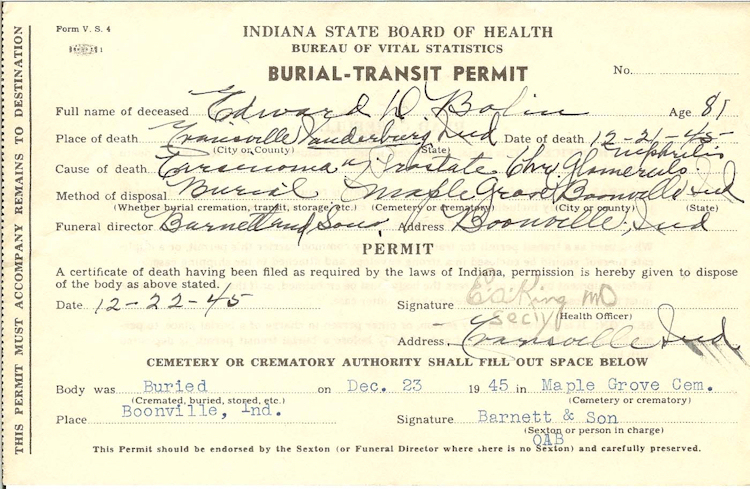 Form V. S. 4
INDIANA STATE BOARD OF HEALTH
BUREAU OF VITAL STATISTICS
BURIAL-TRANSIT PERMIT
No.
Full name of deceased Edward D Bolin Age 81
Place of death Evansville Vanderburg, Ind Date of death 12-21-45
(City or County) (State)
Cause of death Carcinoma Prostate Chr. Glomerulo nephritis
Method of disposal Burial Maple Grove Boonville Ind
(Whether burial cremation, transit, storage, etc.) (Cemetery or crematory) (City or county) (State)
Funeral director Barnett and Sons Address Boonville, Ind
PERMIT
A certificate of death having been filed as required by the laws of Indiana, permission is hereby given to dispose
of the body as above stated.
Date 12-22-45 Signature King MD
Secly (Health Officer)
Address Evansville Ind.
CEMETERY OR CREMATORY AUTHORITY SHALL FILL OUT SPACE BELOW
Body was Buried on Dec. 23 1945 in Maple Grove Cem.
(Cremated, buried, stored, etc.) (Cemetery or crematory)
Place Boonville, Ind. Signature Barnett & Son
(Sexton or person in charge)
OAB
This Permit should be endorsed by the Sexton (or Funeral Director where there is no Sexton) and carefully preserved.
THIS PERMIT MUST ACCOMPANY REMAINS TO DESTINATION